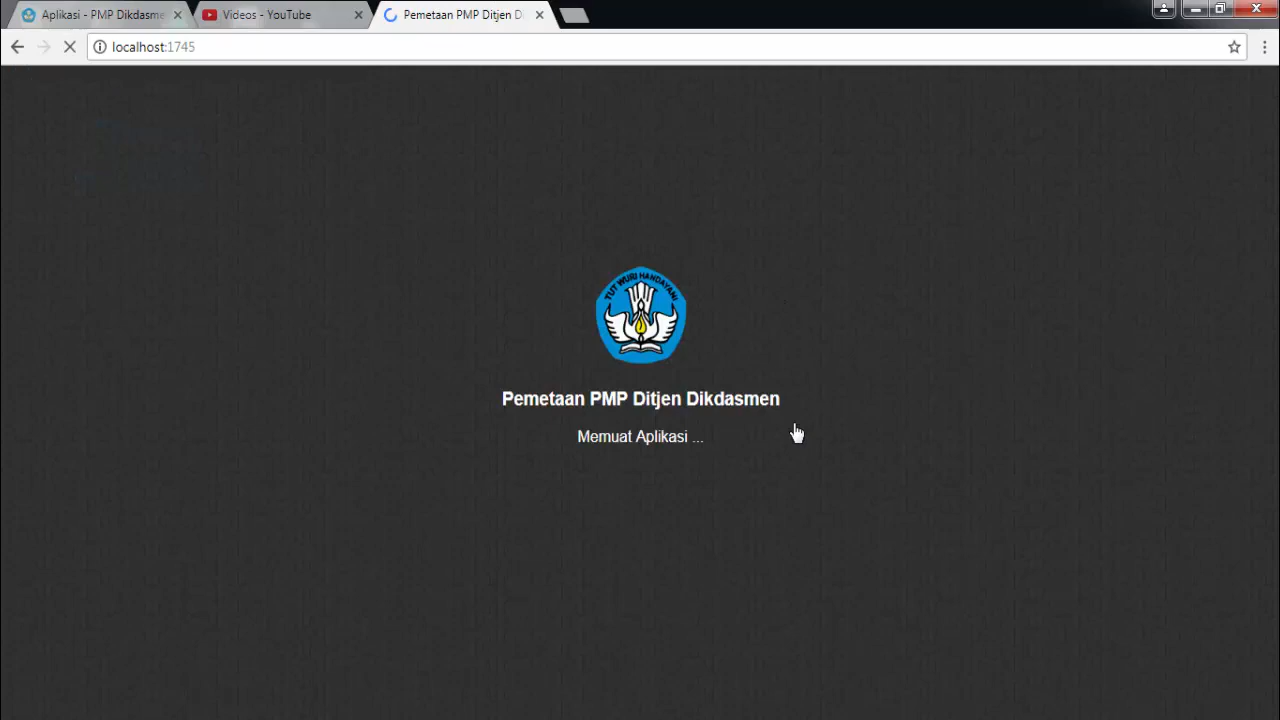 Aplikasi - PMP Dikdasme
Videos - YouTube
Pemetaan PMP Ditjen D
localhost:1745
TUT WURI HANDAYANI
Pemetaan PMP Ditjen Dikdasmen
Memuat Aplikasi ...